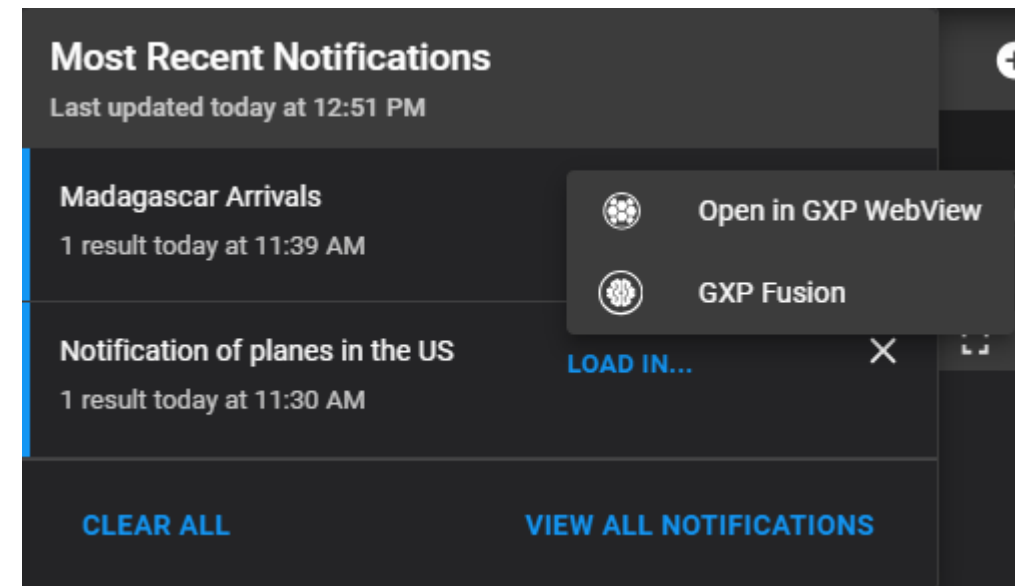 Most Recent Notifications
Last updated today at 12:51 PM
Madagascar Arrivals
1 result today at 11:39 AM
Open in GXP WebView
GXP Fusion
Notification of planes in the US
LOAD IN...
1 result today at 11:30 AM
CLEAR ALL
VIEW ALL NOTIFICATIONS